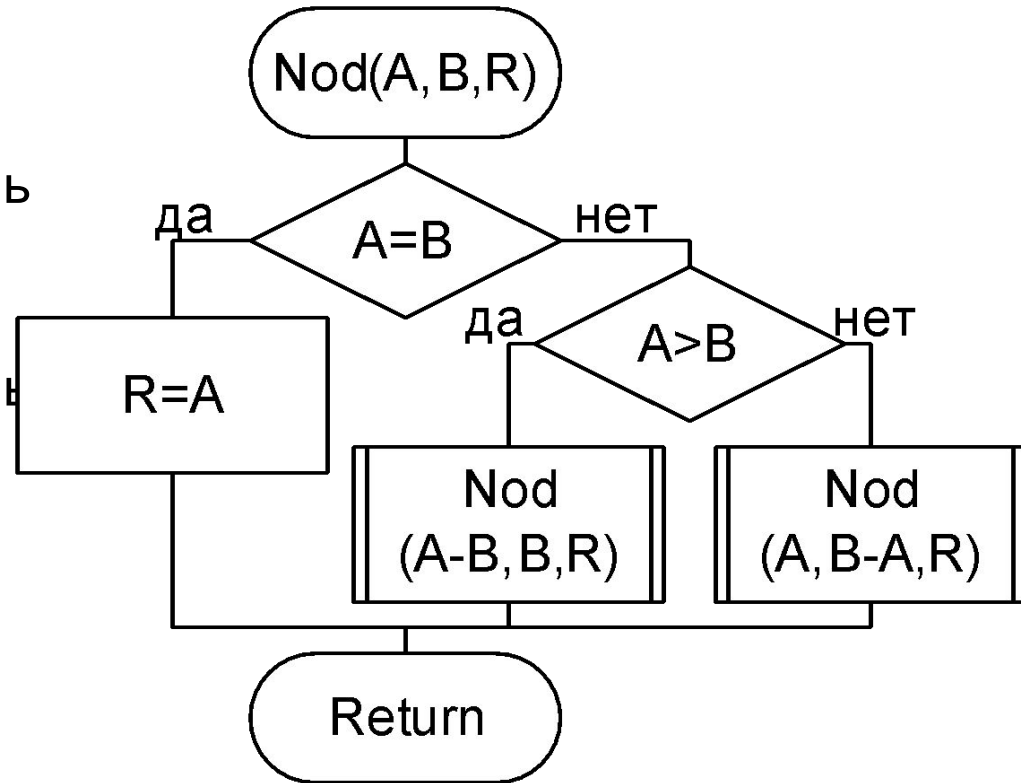 Nod(A,B,R)
ь
да
A=B
нет
да
A>B
нет
R=A
Nod
(A-B,B,R)
Nod
(A,B-A,R)
Return